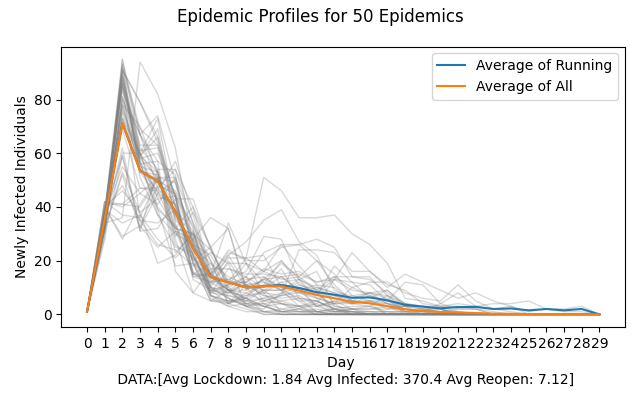 Epidemic Profiles for 50 Epidemics
Average of Running
Average of All
Newly Infected Individuals
80
60
40
20
0
0 1 2 3 4 5 6 7 8 9 10 11 12 13 14 15 16 17 18 19 20 21 22 23 24 25 26 27 28 29
Day
DATA:[Avg Lockdown: 1.84 Avg Infected: 370.4 Avg Reopen: 7.12]